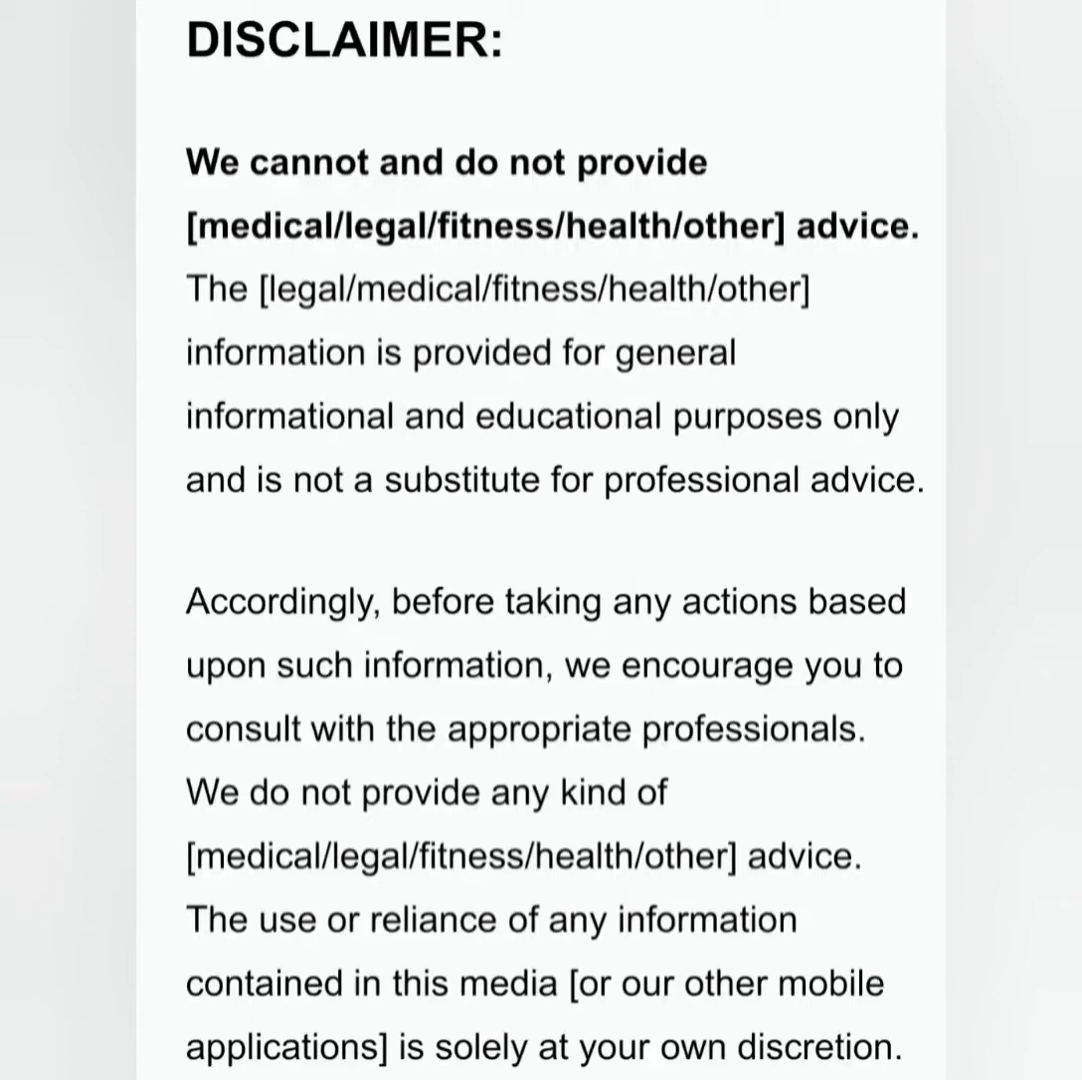 DISCLAIMER:
We cannot and do not provide
[medical/legal/fitness/health/other] advice.
The [legal/medical/fitness/health/other]
information is provided for general
informational and educational purposes only
and is not a substitute for professional advice.
Accordingly, before taking any actions based
upon such information, we encourage you to
consult with the appropriate professionals.
We do not provide any kind of
[medical/legal/fitness/health/other] advice.
The use or reliance of any information
contained in this media [or our other mobile
applications] is solely at your own discretion.